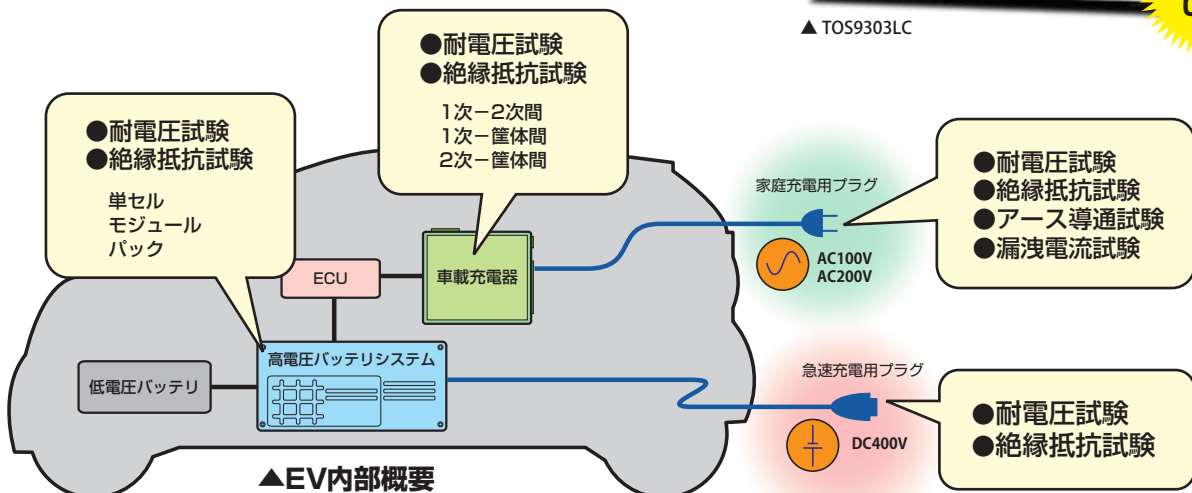 ▲ TOS9303LC
●耐電圧試験
●絶縁抵抗試験
1次−2次間
1次−筐体間
2次−筐体間
●耐電圧試験
●絶縁抵抗試験
単セル
モジュール
パック
家庭充電用プラグ
AC100V
AC200V
●耐電圧試験
●絶縁抵抗試験
●アース導通試験
●漏洩電流試験
ECU
車載充電器
高電圧バッテリシステム
低電圧バッテリ
急速充電用プラグ
DC400V
●耐電圧試験
●絶縁抵抗試験
▲EV内部概要